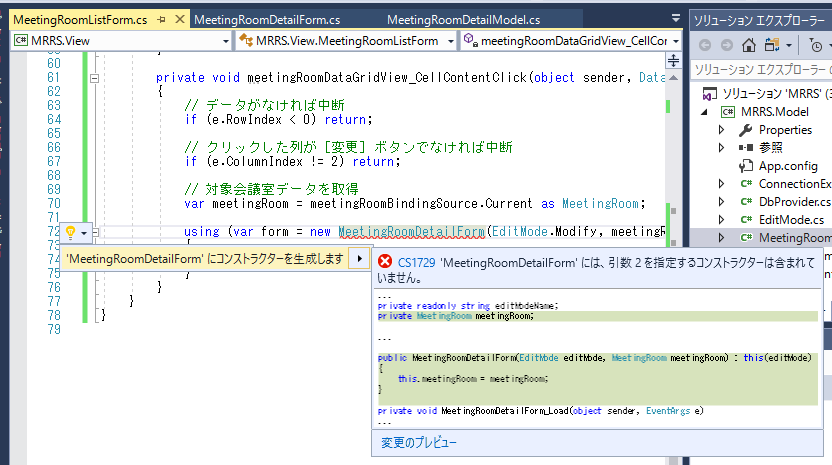 MeetingRoomListForm.cs
MeetingRoomDetailForm.cs
MeetingRoomDetailModel.cs
MRRS.View
MRRS.View.MeetingRoomListForm
meetingRoomDataGridView_CellCor
60
61 private void meetingRoomDataGridView_CellContentClick(object sender, Data
62 {
63 // データがなければ中断
64 if (e.RowIndex < 0) return;
65
66 // クリックした列が [変更] ボタンでなければ中断
67 if (e.ColumnIndex != 2) return;
68
69 // 対象会議室データを取得
70 var meetingRoom = meetingRoomBindingSource.Current as MeetingRoom;
71
72 using (var form = new MeetingRoomDetailForm(EditMode.Modify, meetingR
73 {
'MeetingRoomDetailForm' にコンストラクターを生成します
75 }
76 }
77 }
78 }
79
CS1729 'MeetingRoomDetailForm' には、引数 2 を指定するコンストラクターは含まれて
いません。
...
private readonly string editModeName;
private MeetingRoom meetingRoom;
...
public MeetingRoomDetailForm(EditMode editMode, MeetingRoom meetingRoom) : this(editMode)
{
this.meetingRoom = meetingRoom;
}
private void MeetingRoomDetailForm_Load(object sender, EventArgs e)
...
変更のプレビュー
ソリューション エクスプローラー
ソリューション エクスプローラー の
ソリューション 'MRRS' (3
MRRS.Model
Properties
参照
App.config
ConnectionEx
DbProvider.cs
EditMode.cs
MeetingRoom